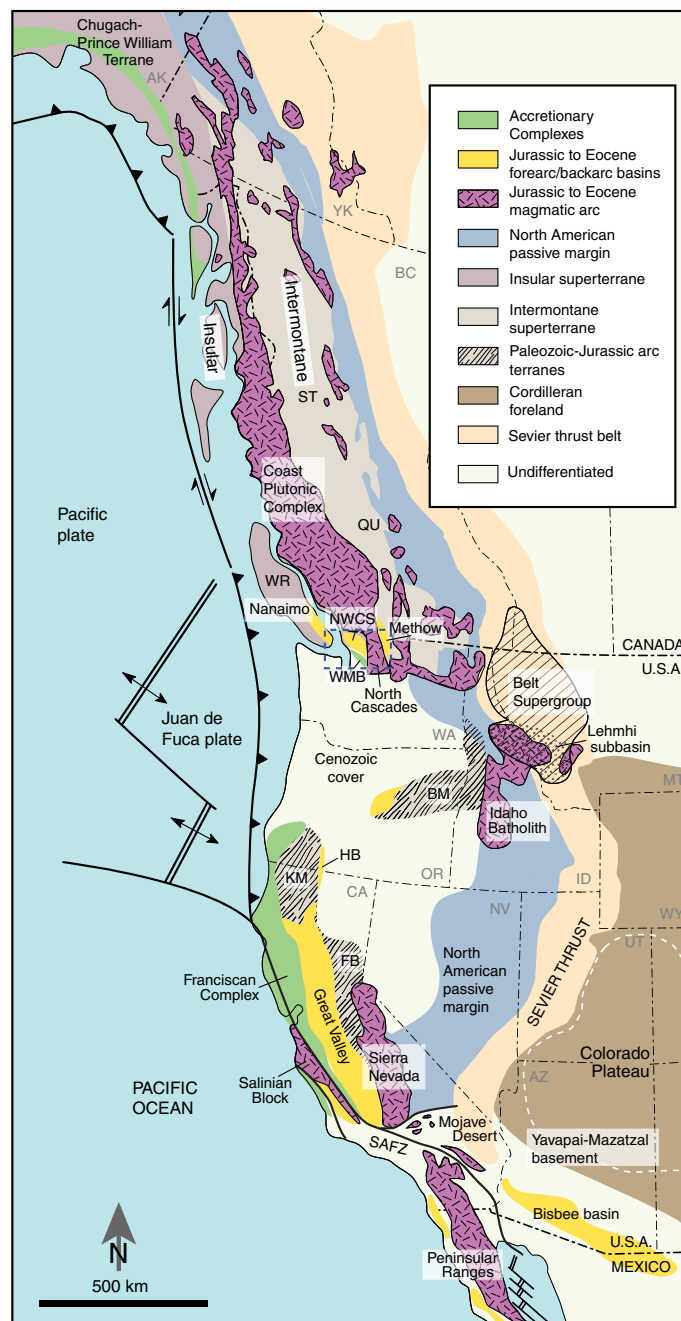 Chugach-
Prince William
Terrane
AK
YK
BC
Accretionary
Complexes
Jurassic to Eocene
forearc/backarc basins
Jurassic to Eocene
magmatic arc
North American
passive margin
Insular superterrane
Intermontane
superterrane
Paleozoic-Jurassic arc
terranes
Cordilleran
foreland
Sevier thrust belt
Undifferentiated
Insular
Intermontane
ST
Coast
Plutonic
Complex
Pacific
plate
QU
WR
Nanaimo
NWCS
Methow
CANADA
U.S.A.
WMB
North
Cascades
Belt
Supergroup
Juan de
Fuca plate
WA
Lehmhi
subbasin
Cenozoic
cover
MT
BM
Idaho
Batholith
HB
KM
CA
OR
ID
NV
WY
UT
FB
North
American
passive
margin
SEVIER THRUST
Franciscan
Complex
Great Valley
Sierra
Nevada
Colorado
Plateau
Salinian
Block
AZ
PACIFIC
OCEAN
Mojave
Desert
SAFZ
Yavapai-Mazatzal
basement
Bisbee basin
U.S.A.
MEXICO
Peninsular
Ranges
N
500 km